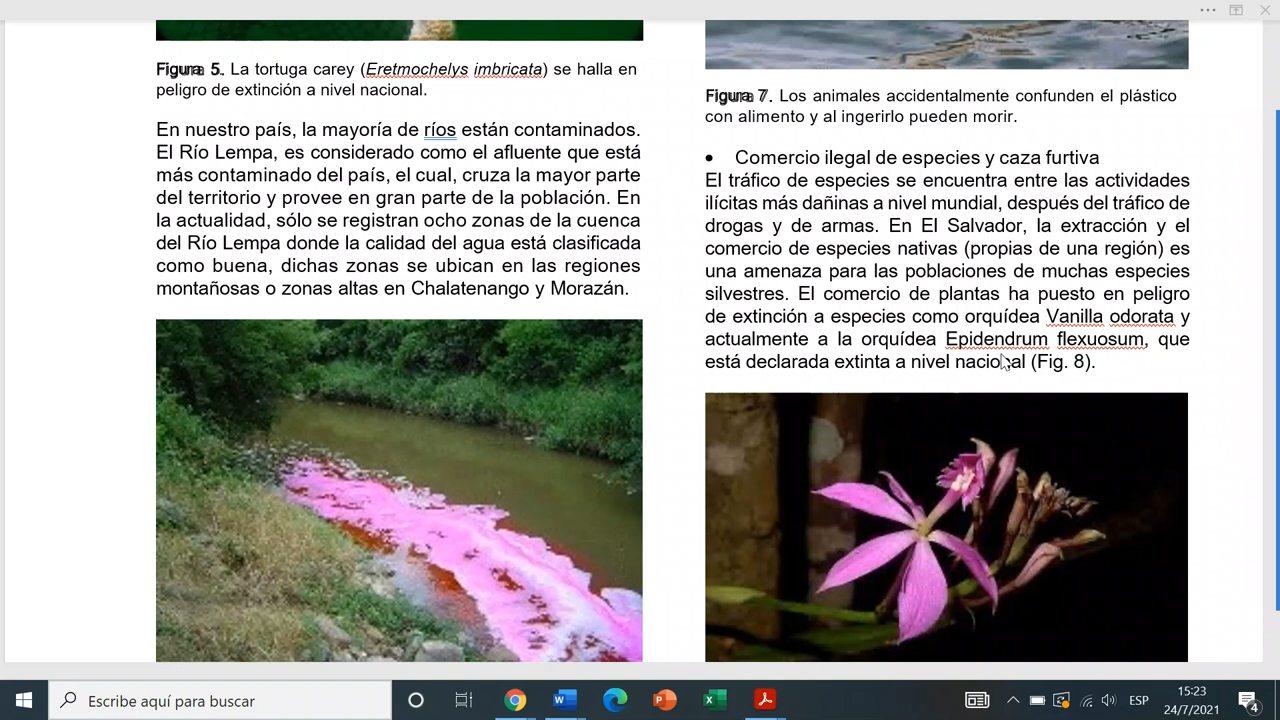 Figura 5. La tortuga carey (Eretmochelys imbricata) se halla en
peligro de extinción a nivel nacional.
En nuestro país, la mayoría de ríos están contaminados.
El Río Lempa, es considerado como el afluente que está
más contaminado del país, el cual, cruza la mayor parte
del territorio y provee en gran parte de la población. En
la actualidad, sólo se registran ocho zonas de la cuenca
del Río Lempa donde la calidad del agua está clasificada
como buena, dichas zonas se ubican en las regiones
montañosas o zonas altas en Chalatenango y Morazán.
Figura 7. Los animales accidentalmente confunden el plástico
con alimento y al ingerirlo pueden morir.
• Comercio ilegal de especies y caza furtiva
El tráfico de especies se encuentra entre las actividades
ilícitas más dañinas a nivel mundial, después del tráfico de
drogas y de armas. En El Salvador, la extracción y el
comercio de especies nativas (propias de una región) es
una amenaza para las poblaciones de muchas especies
silvestres. El comercio de plantas ha puesto en peligro
de extinción a especies como orquídea Vanilla odorata y
actualmente a la orquídea Epidendrum flexuosum, que
está declarada extinta a nivel nacional (Fig. 8).
Escribe aquí para buscar
ESP
15:23
24/7/2021
4